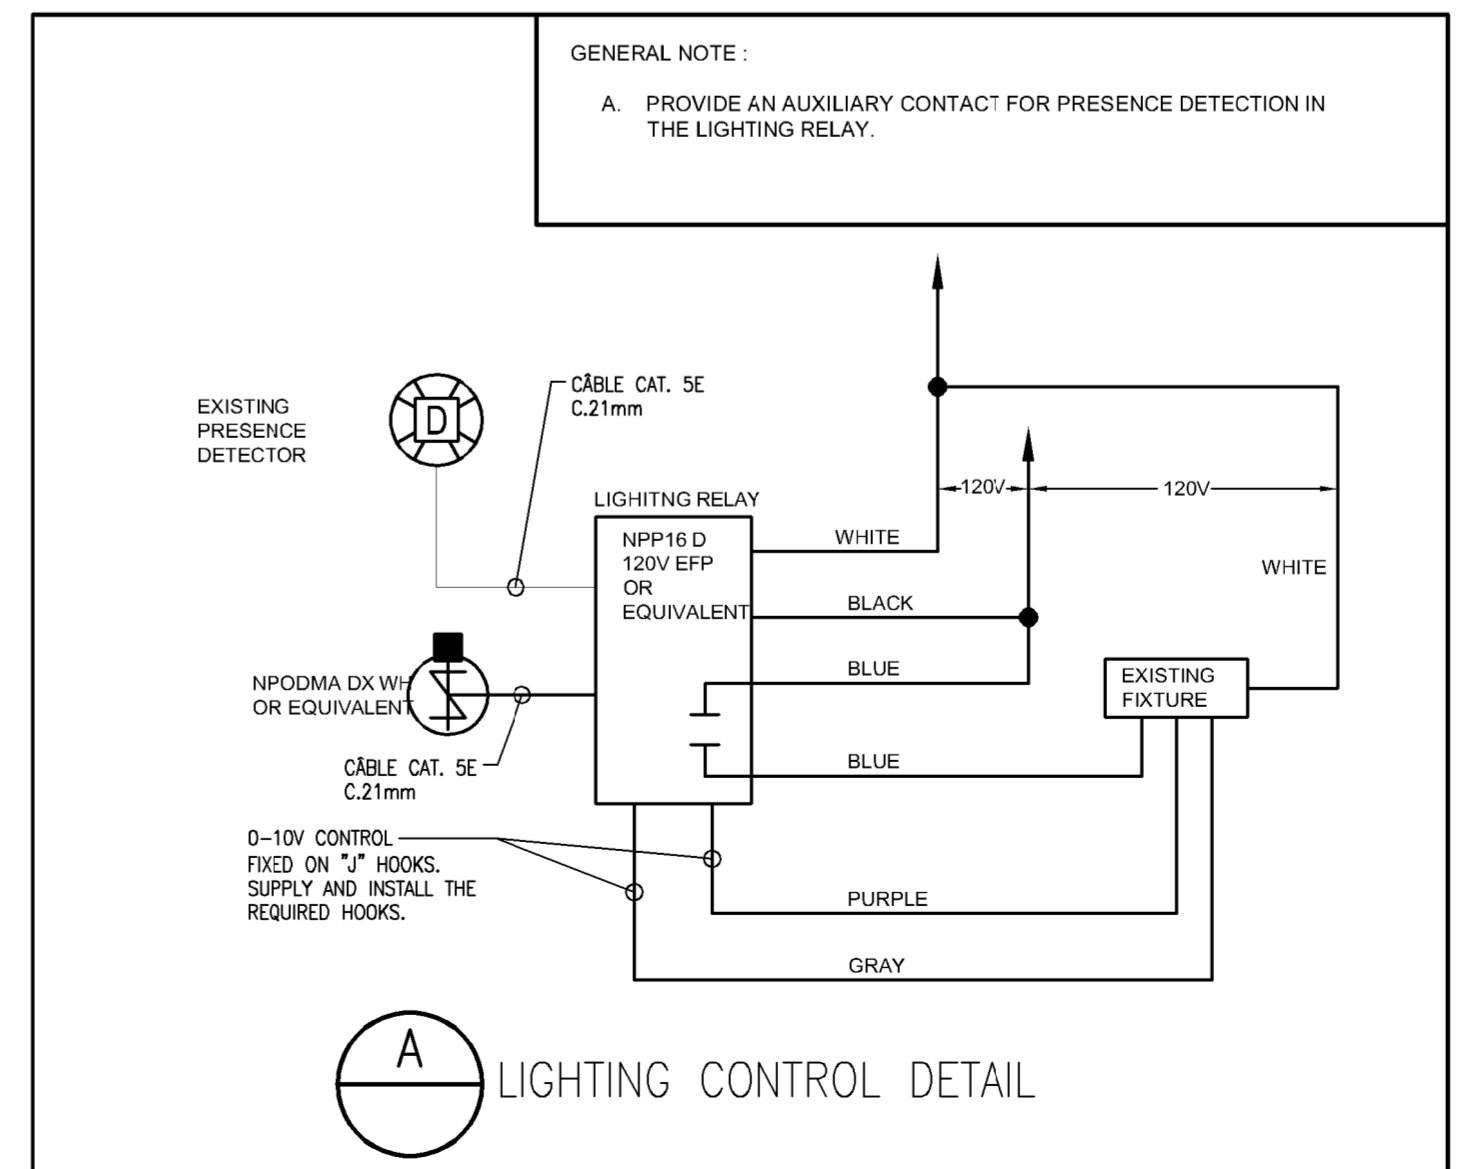 GENERAL NOTE :
A. PROVIDE AN AUXILIARY CONTACT FOR PRESENCE DETECTION IN
THE LIGHTING RELAY.
EXISTING
PRESENCE
DETECTOR
D
CÂBLE CAT. 5E
C.21mm
120V
120V
LIGHITNG RELAY
NPP16 D
120V EFP
OR
EQUIVALENT
WHITE
WHITE
BLACK
BLUE
EXISTING
FIXTURE
NPODMA DX WH
OR EQUIVALENT
CÂBLE CAT. 5E
C.21mm
BLUE
0-10V CONTROL
FIXED ON "J" HOOKS.
SUPPLY AND INSTALL THE
REQUIRED HOOKS.
PURPLE
GRAY
A
LIGHTING CONTROL DETAIL